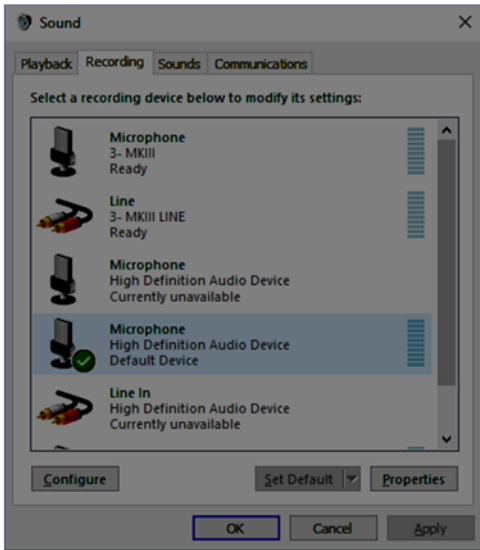 Sound
Playback Recording Sounds Communications
Select a recording device below to modify its settings:
Microphone
3- MKIII
Ready
Line
3- MKIII LINE
Ready
Microphone
High Definition Audio Device
Currently unavailable
Microphone
High Definition Audio Device
Default Device
Line In
High Definition Audio Device
Currently unavailable
Configure Set Default Properties
OK Cancel Apply